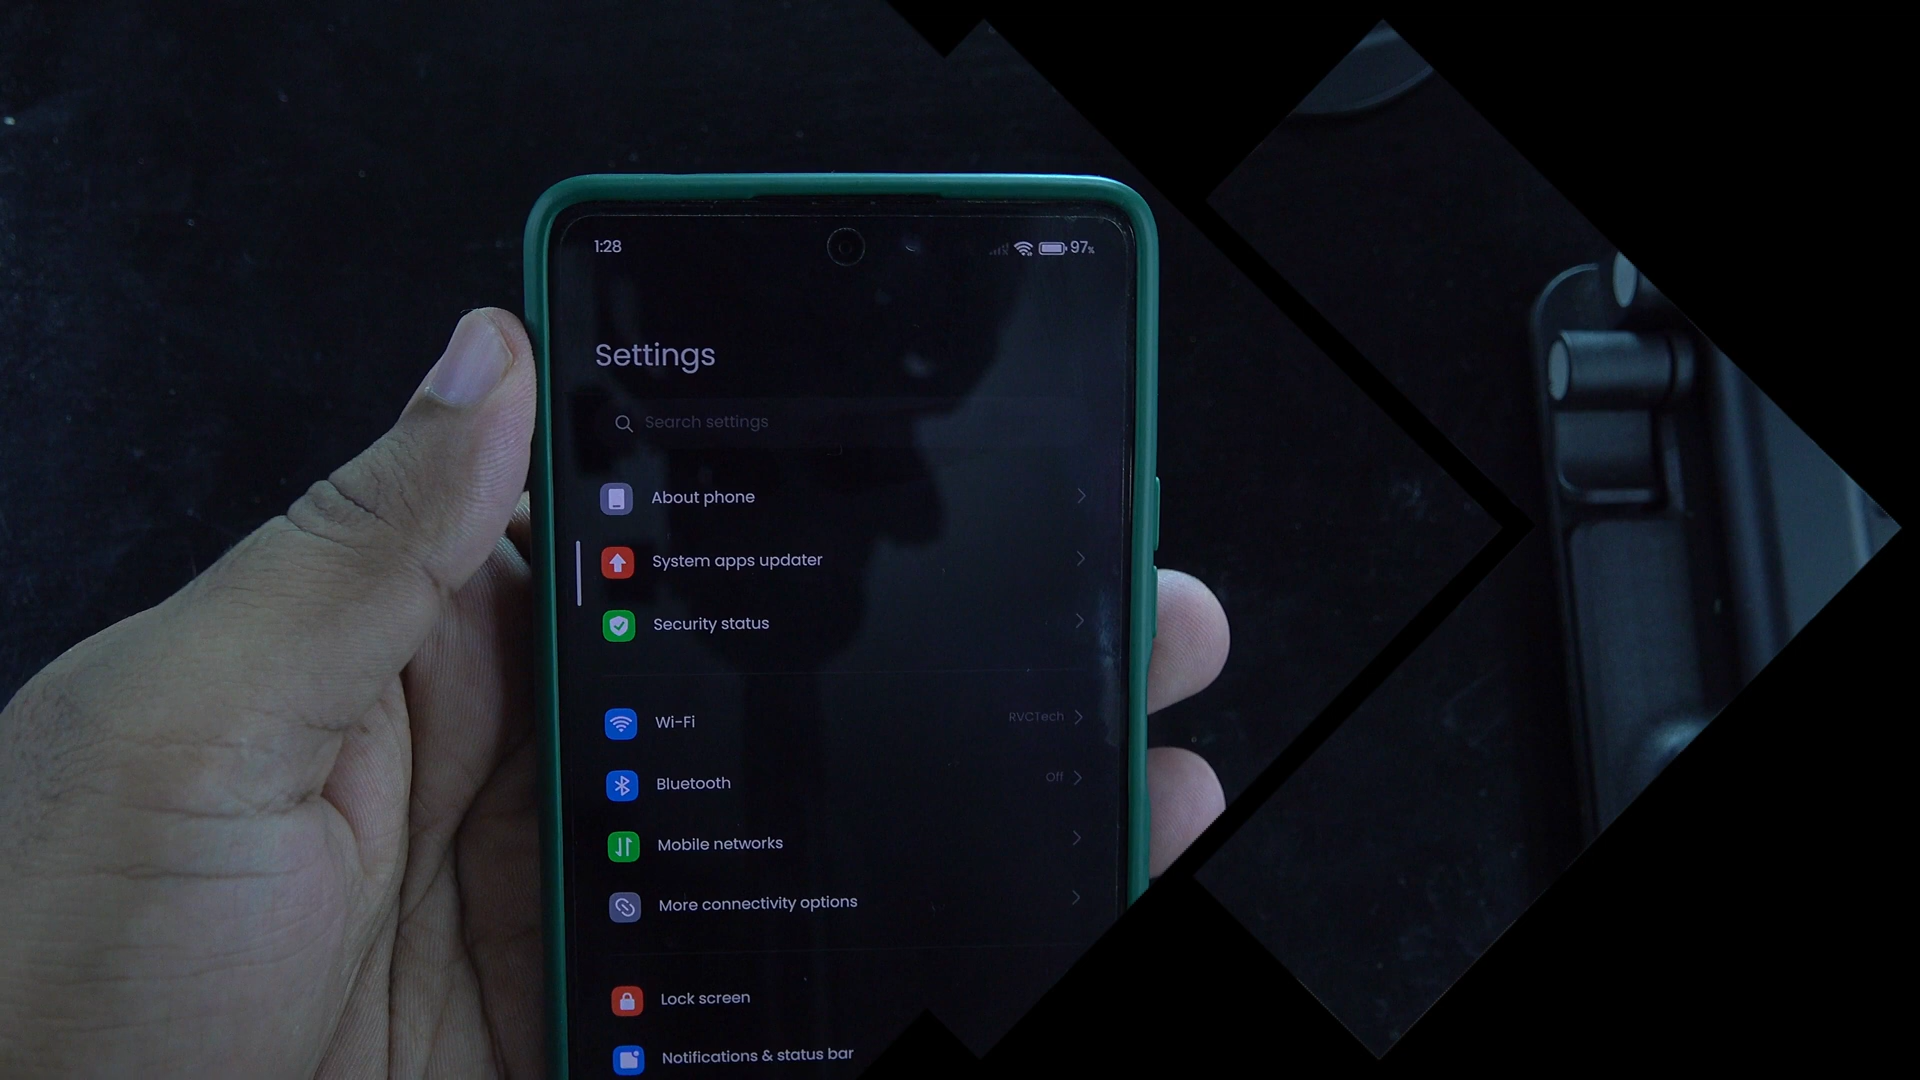 1:28 97%
Settings
Search settings
About phone
System apps updater
Security status
Wi-Fi RVCTech
Bluetooth Off
Mobile networks
More connectivity options
Lock screen
Notifications & status bar